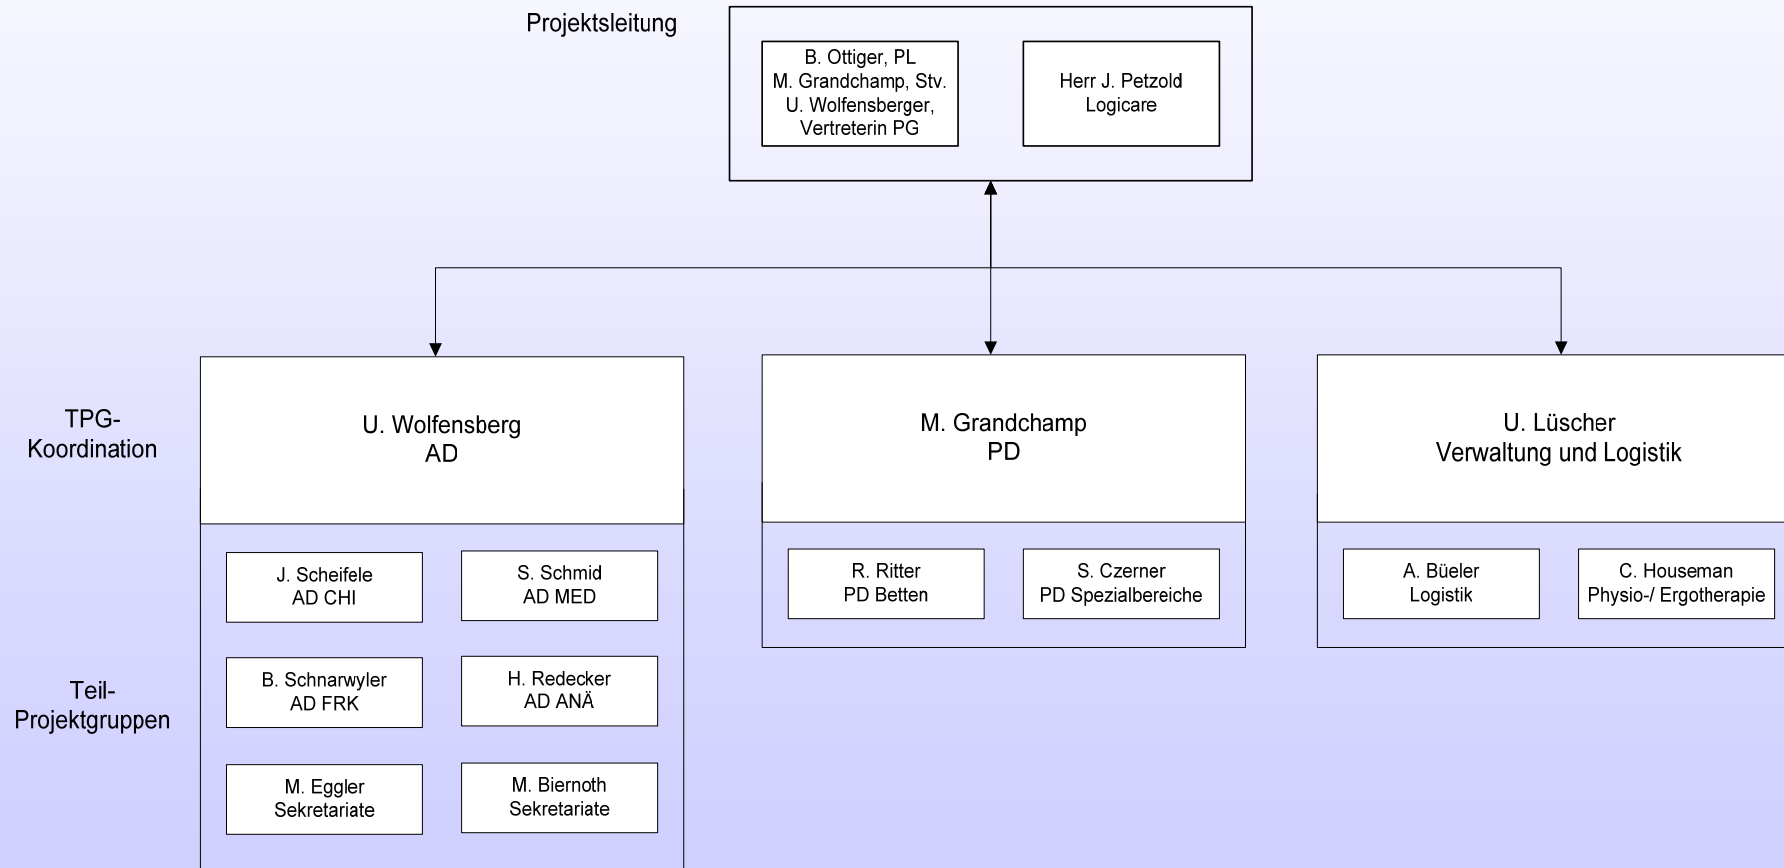 Projektsleitung
B. Ottiger, PL
M. Grandchamp, Stv.
U. Wolfensberger,
Vertreterin PG
Herr J. Petzold
Logicare
TPG-
Koordination
U. Wolfensberg
AD
M. Grandchamp
PD
U. Lüscher
Verwaltung und Logistik
Teil-
Projektgruppen
J. Scheifele
AD CHI
S. Schmid
AD MED
B. Schnarwyler
AD FRK
H. Redecker
AD ANÄ
M. Eggler
Sekretariate
M. Biernoth
Sekretariate
R. Ritter
PD Betten
S. Czerner
PD Spezialbereiche
A. Büeler
Logistik
C. Houseman
Physio-/ Ergotherapie